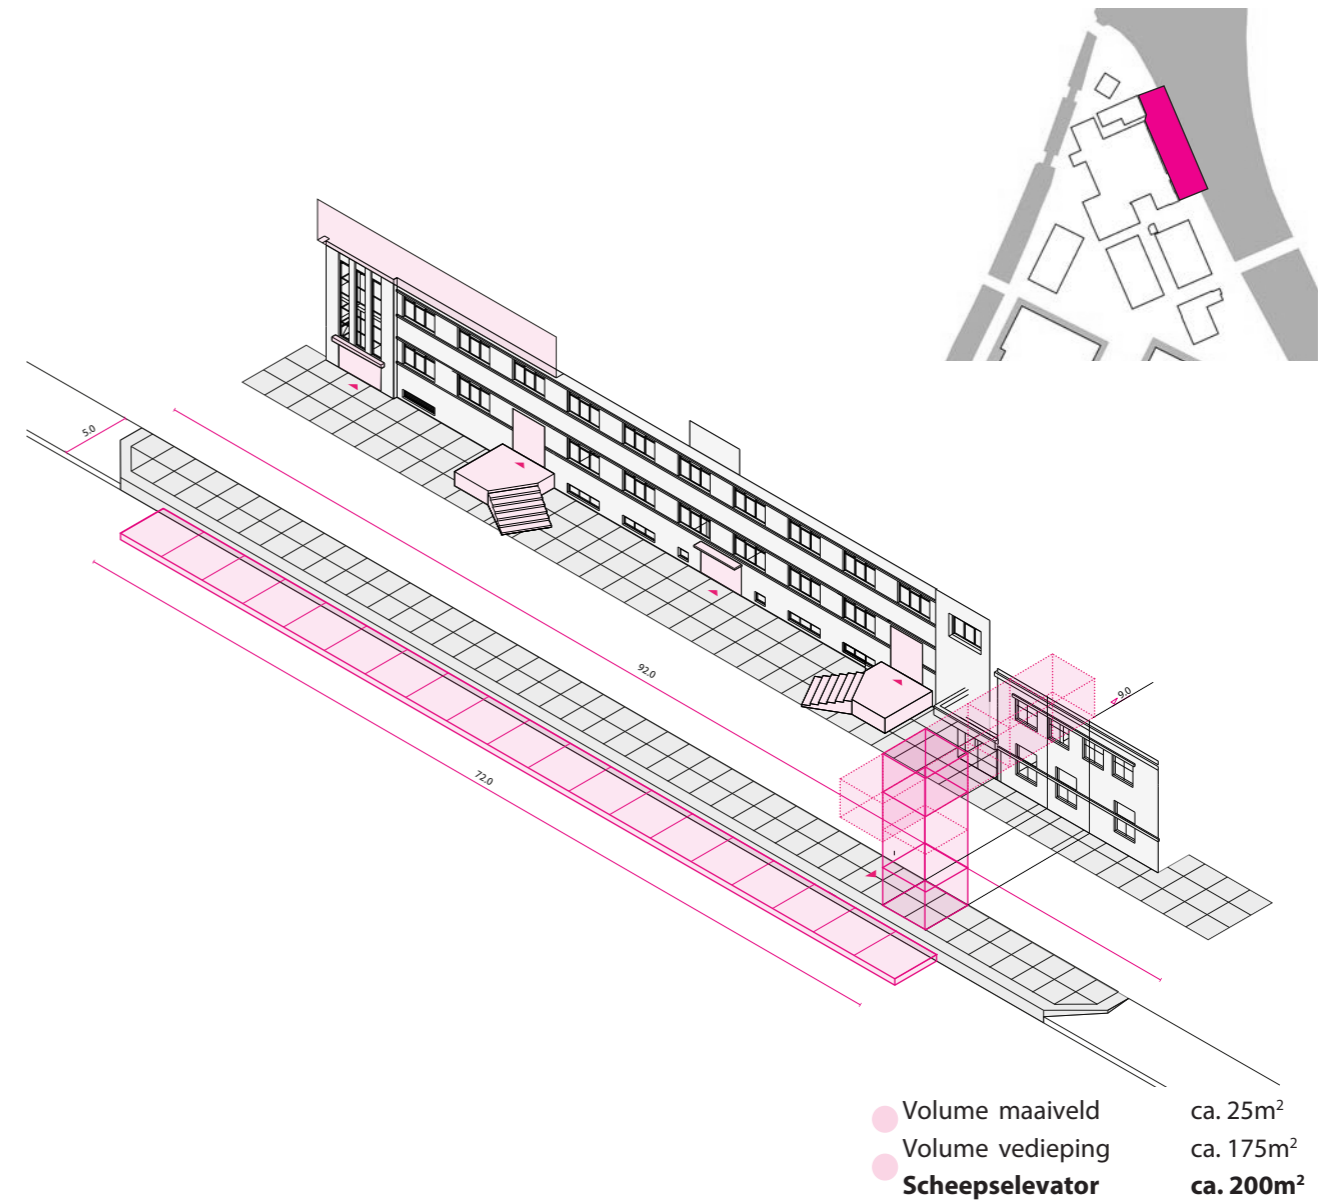 5.0
92.0
72.0
9.0
Volume maaiveld ca. 25m²
Volume vedieping ca. 175m²
Scheepselevator ca. 200m²